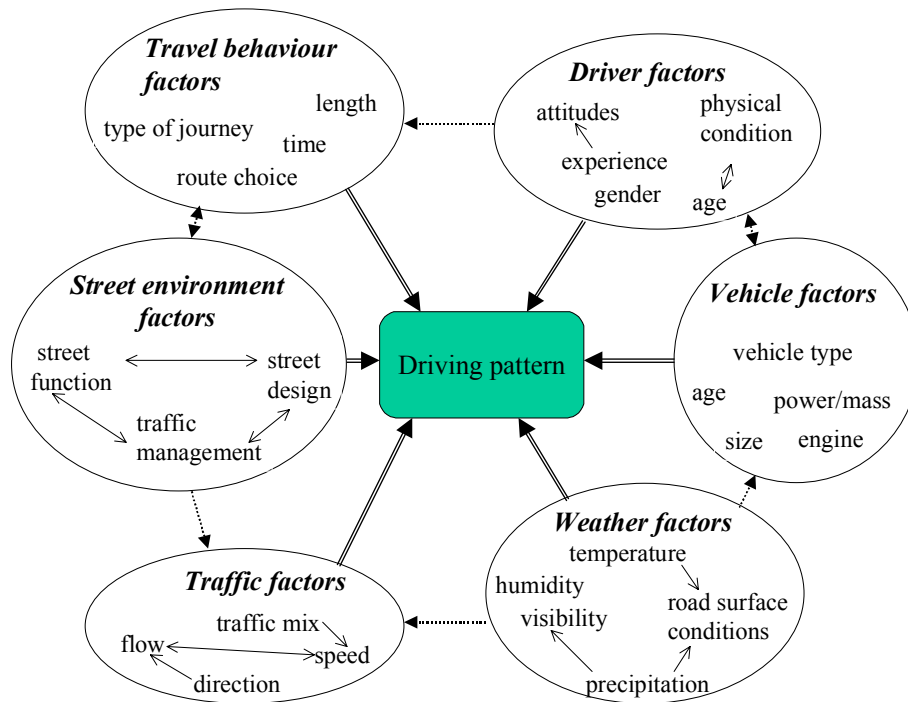 Travel behaviour
factors
length
type of journey
time
route choice
Driver factors
physical
condition
attitudes
experience
gender
age
Street environment
factors
street
function
street
design
traffic
management
Driving pattern
Vehicle factors
vehicle type
age
power/mass
size
engine
Traffic factors
traffic mix
flow
speed
direction
Weather factors
temperature
humidity
visibility
road surface
conditions
precipitation